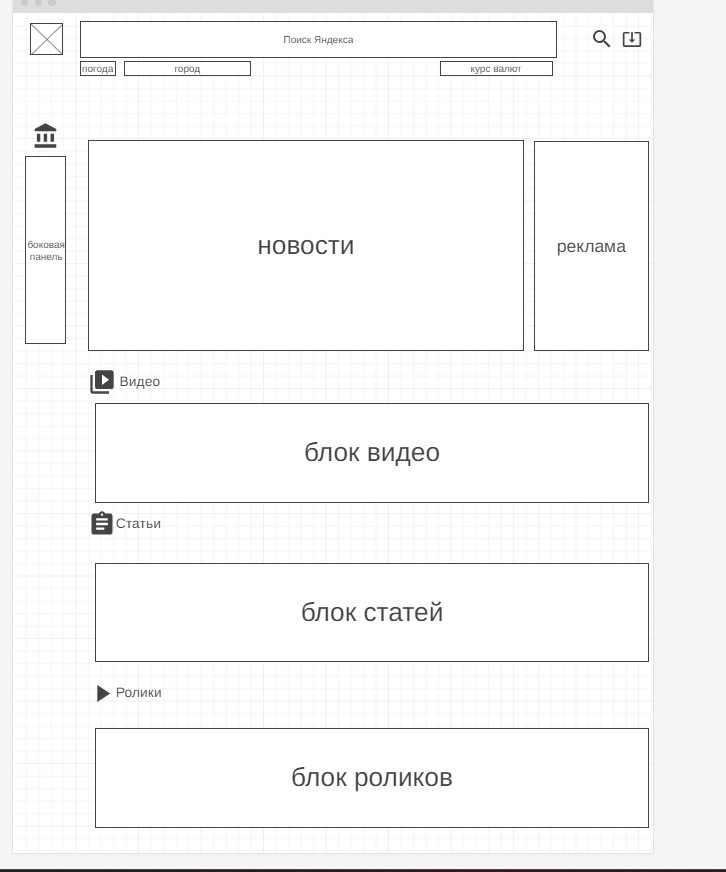 Поиск Яндекса
погода
город
курс валют
боковая
панель
новости
реклама
Видео
блок видео
Статьи
блок статей
Ролики
блок роликов